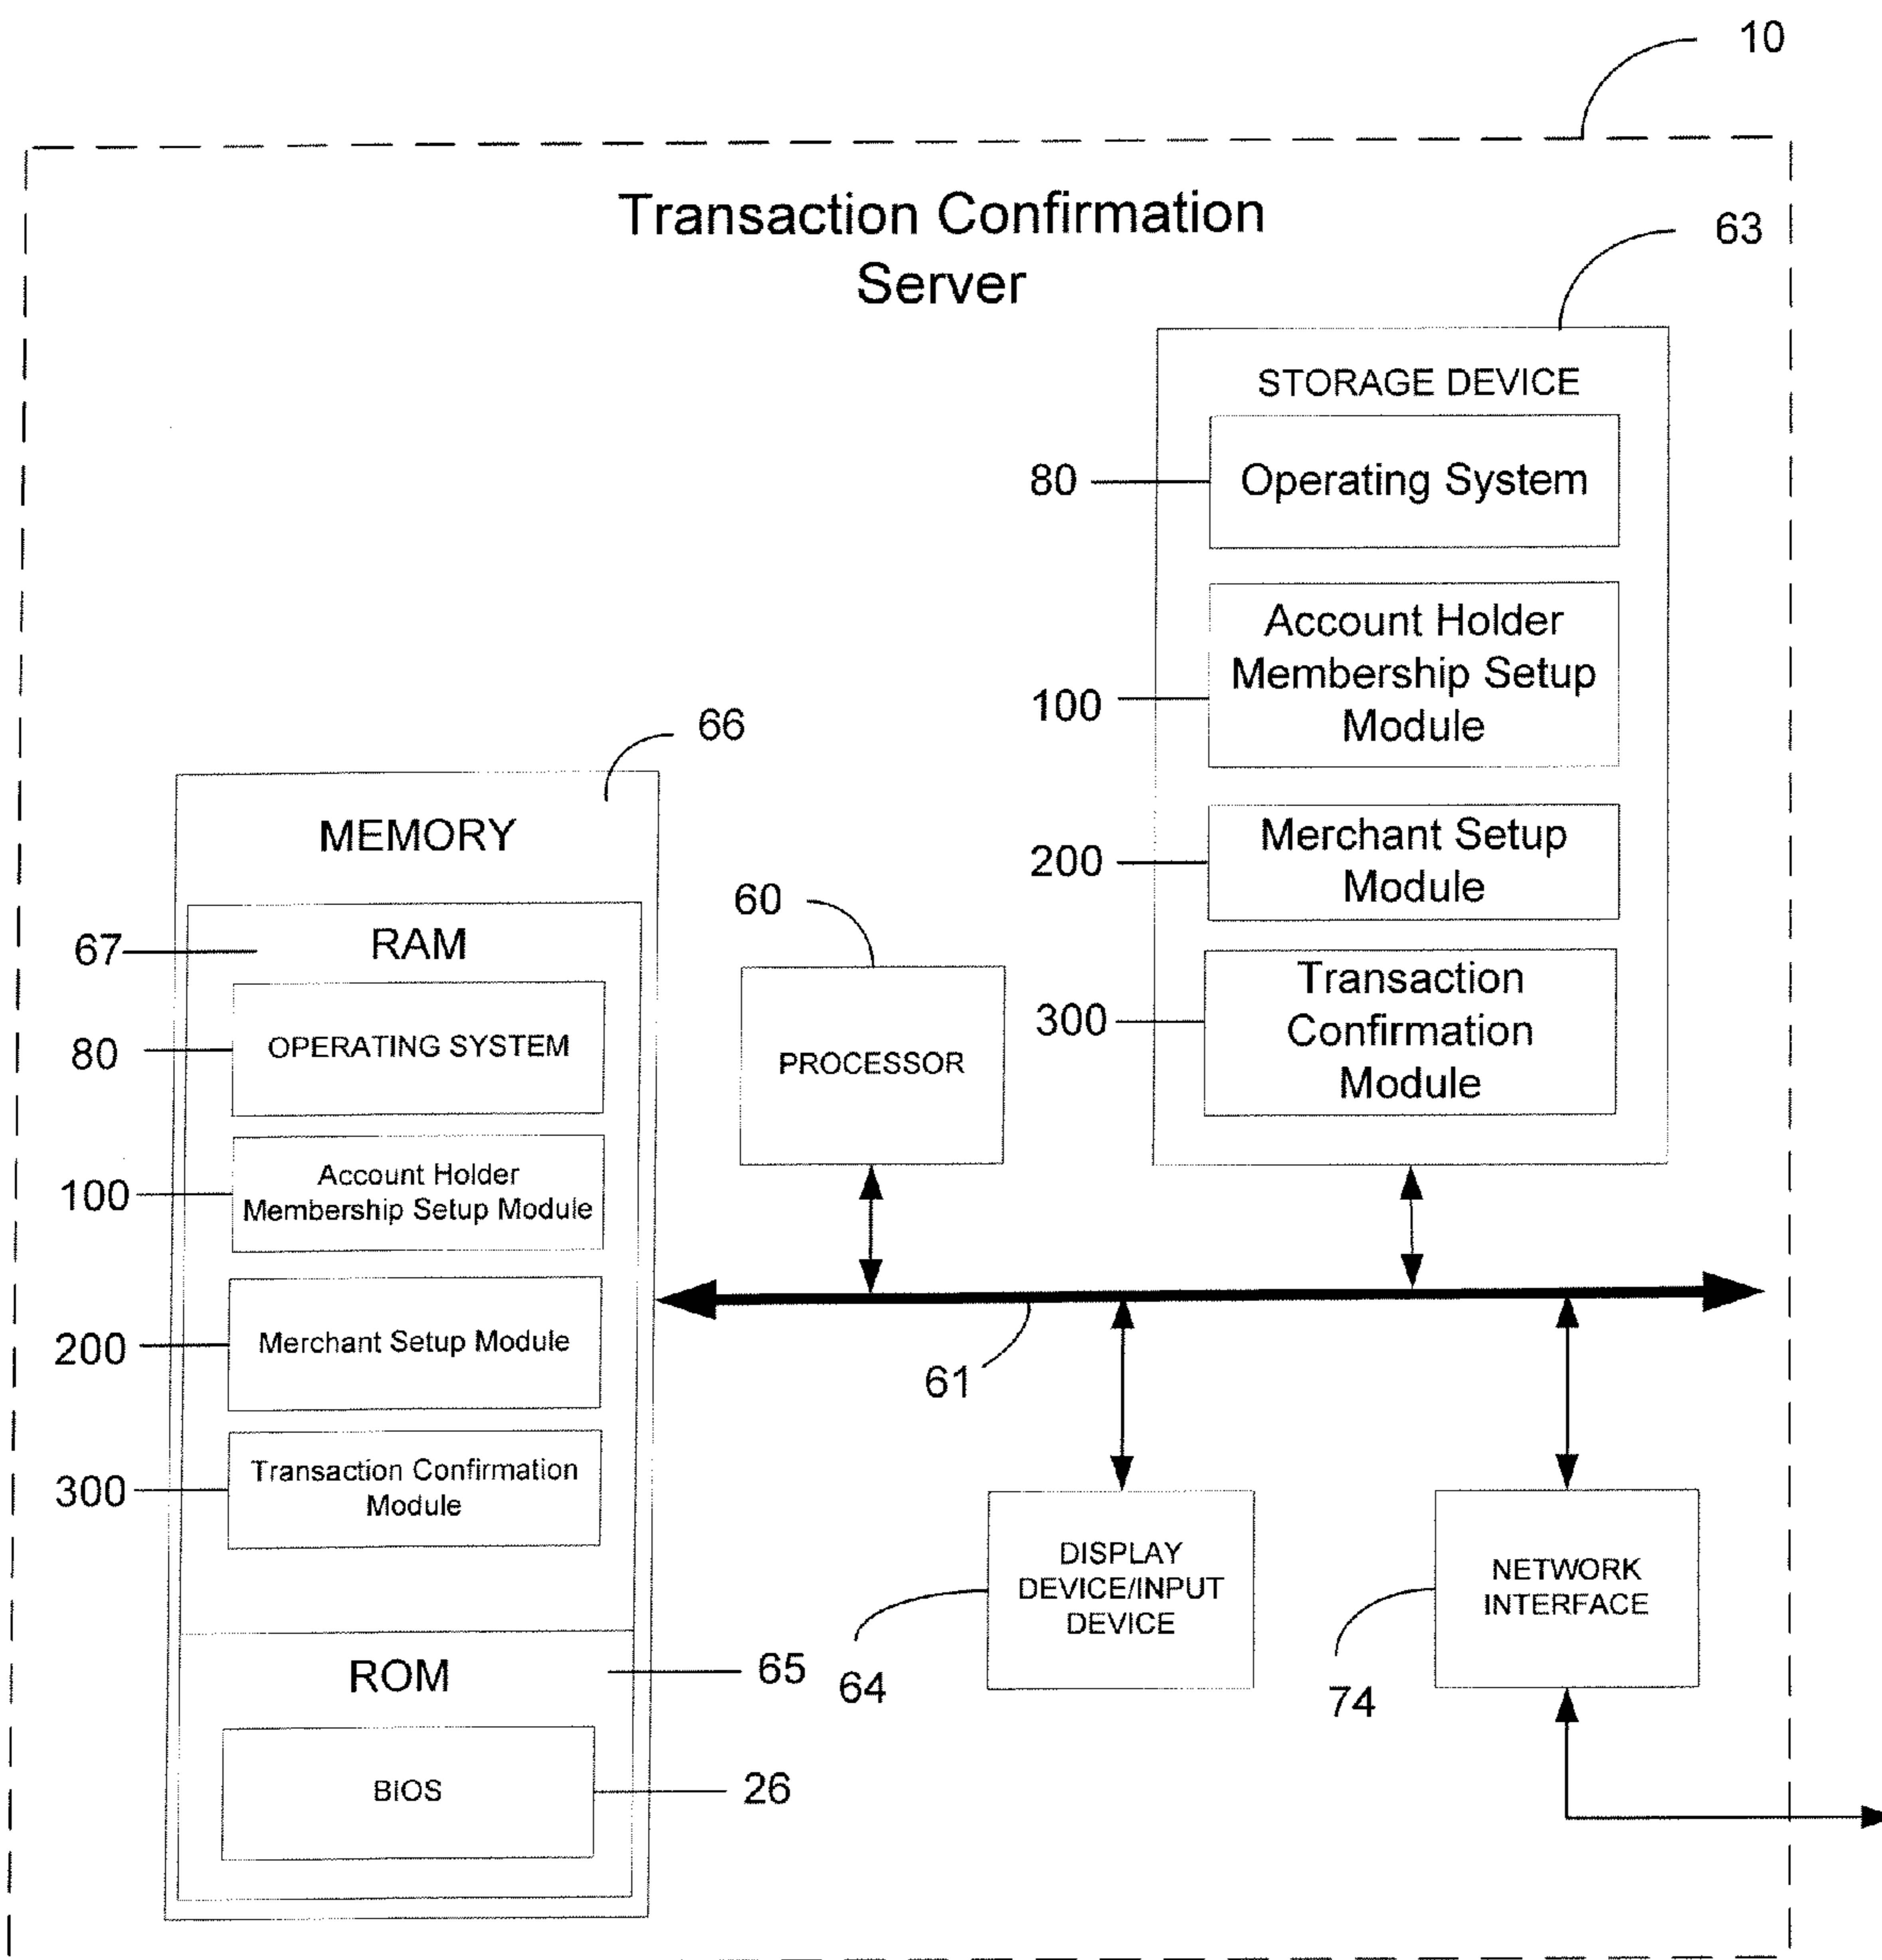 10
Transaction Confirmation
Server
63
STORAGE DEVICE
80
Operating System
100
Account Holder
Membership Setup
Module
200
Merchant Setup
Module
300
Transaction
Confirmation
Module
66
MEMORY
67
RAM
80
OPERATING SYSTEM
100
Account Holder
Membership Setup Module
200
Merchant Setup Module
300
Transaction Confirmation
Module
65
ROM
26
BIOS
60
PROCESSOR
61
64
DISPLAY
DEVICE/INPUT
DEVICE
74
NETWORK
INTERFACE